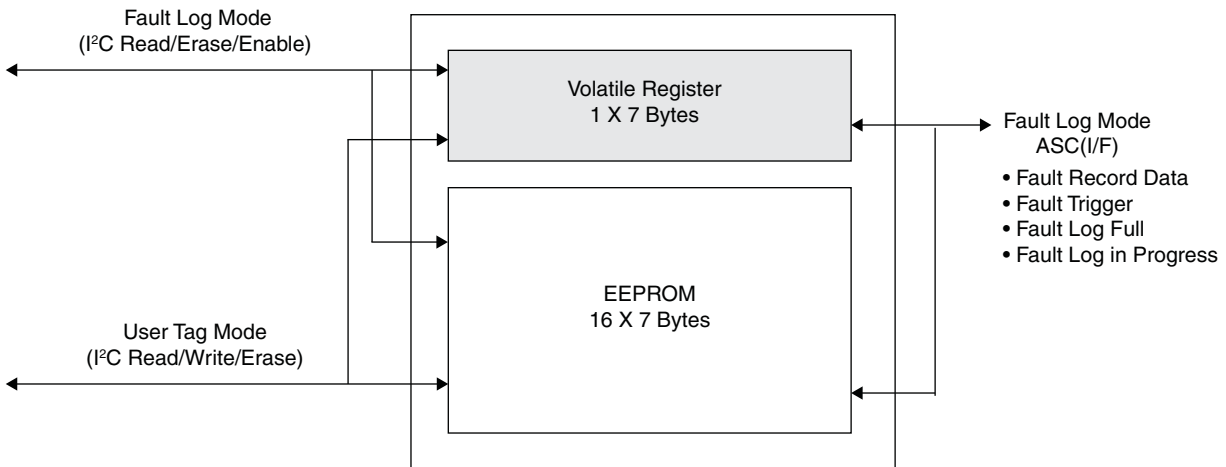 Fault Log Mode
(I²C Read/Erase/Enable)
Volatile Register
1 X 7 Bytes
Fault Log Mode
ASC(I/F)
• Fault Record Data
• Fault Trigger
• Fault Log Full
• Fault Log in Progress
EEPROM
16 X 7 Bytes
User Tag Mode
(I²C Read/Write/Erase)